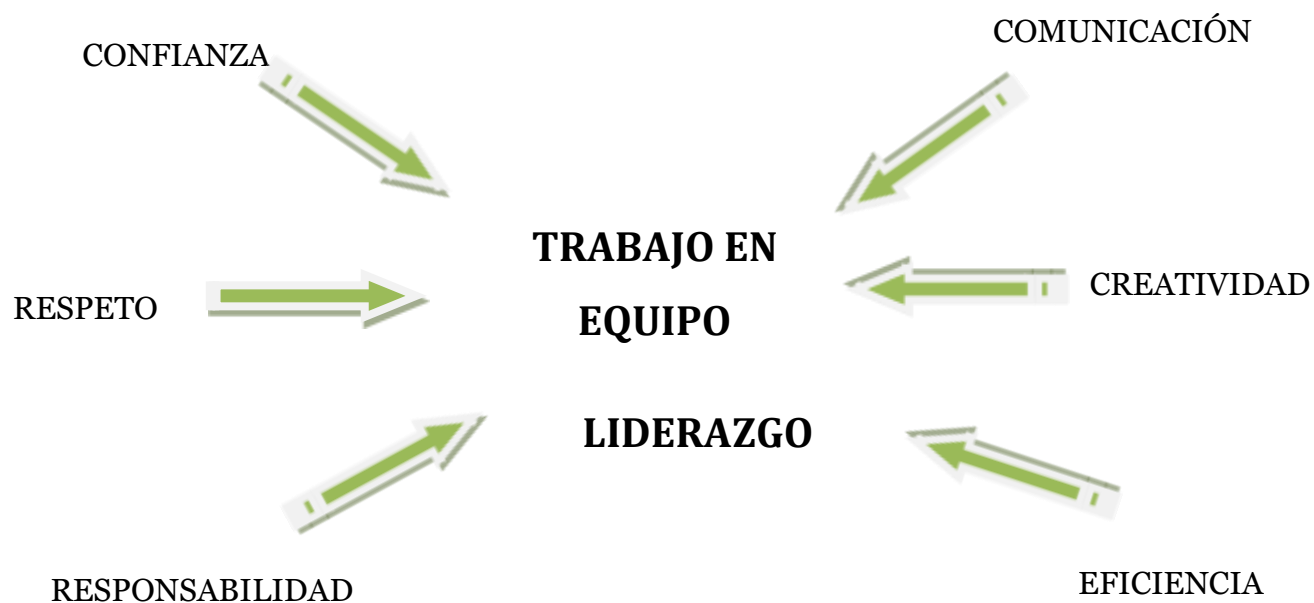 CONFIANZA
COMUNICACIÓN
TRABAJO EN
EQUIPO
RESPETO
CREATIVIDAD
LIDERAZGO
RESPONSABILIDAD
EFICIENCIA